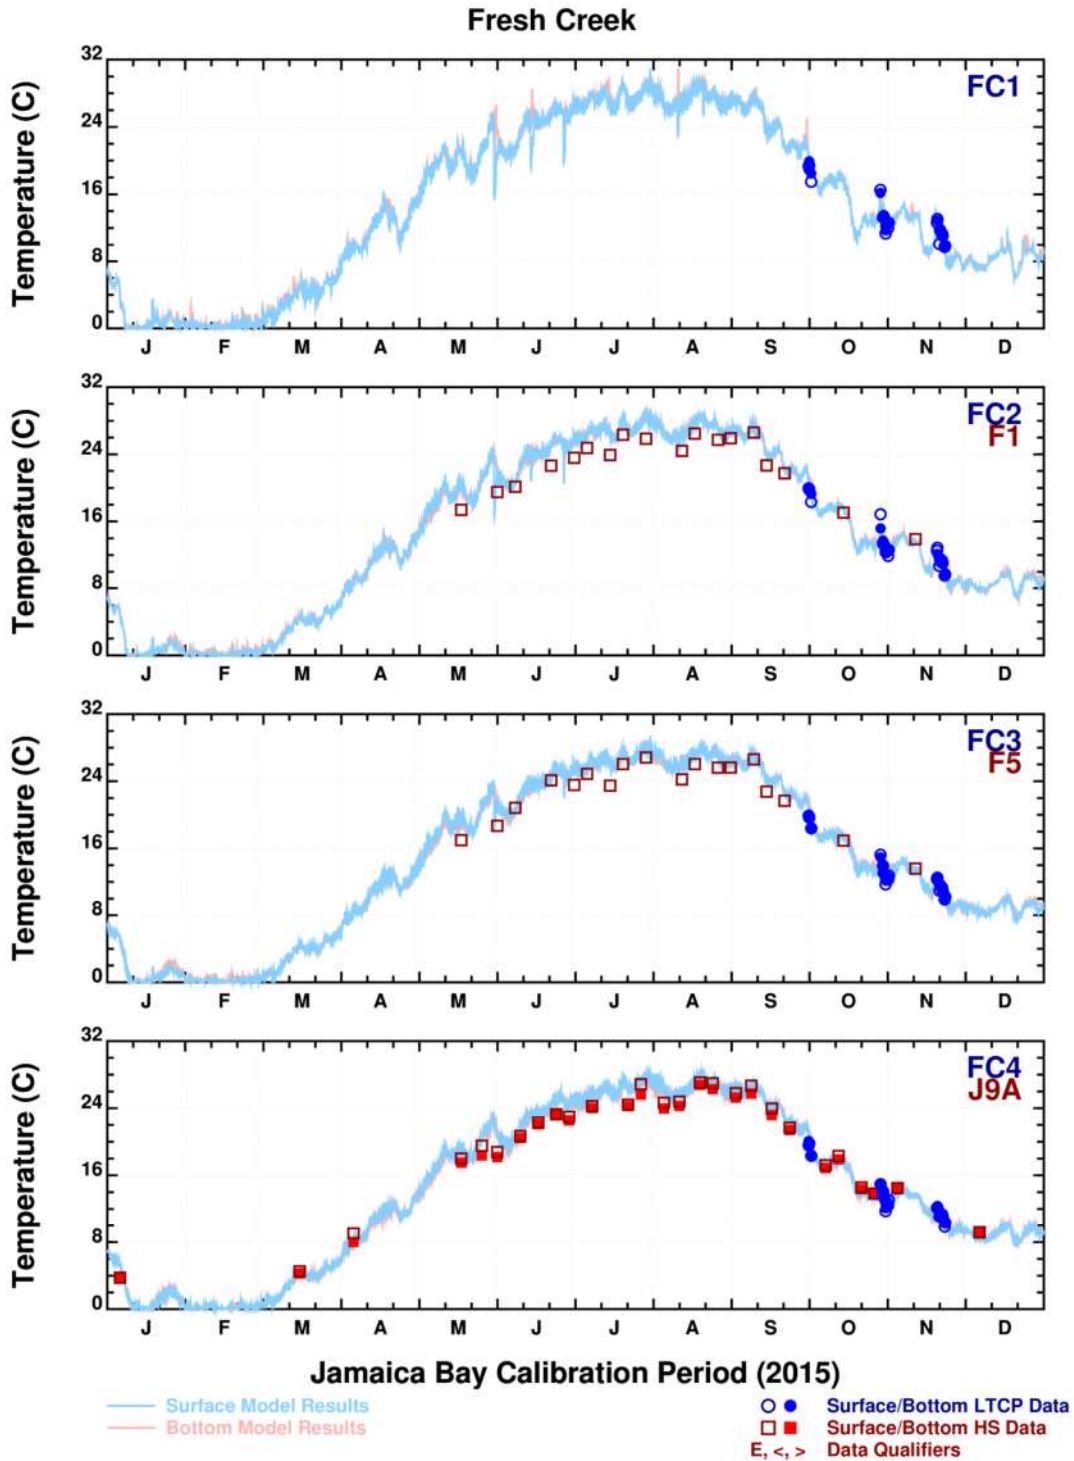 Fresh Creek
Temperature (C)
32
24
16
8
0
FC1
J F M A M J J A S O N D
Temperature (C)
32
24
16
8
0
FC2
F1
J F M A M J J A S O N D
Temperature (C)
32
24
16
8
0
FC3
F5
J F M A M J J A S O N D
Temperature (C)
32
24
16
8
0
FC4
J9A
J F M A M J J A S O N D
Jamaica Bay Calibration Period (2015)
Surface Model Results
Bottom Model Results
Surface/Bottom LTCP Data
Surface/Bottom HS Data
E, <, > Data Qualifiers